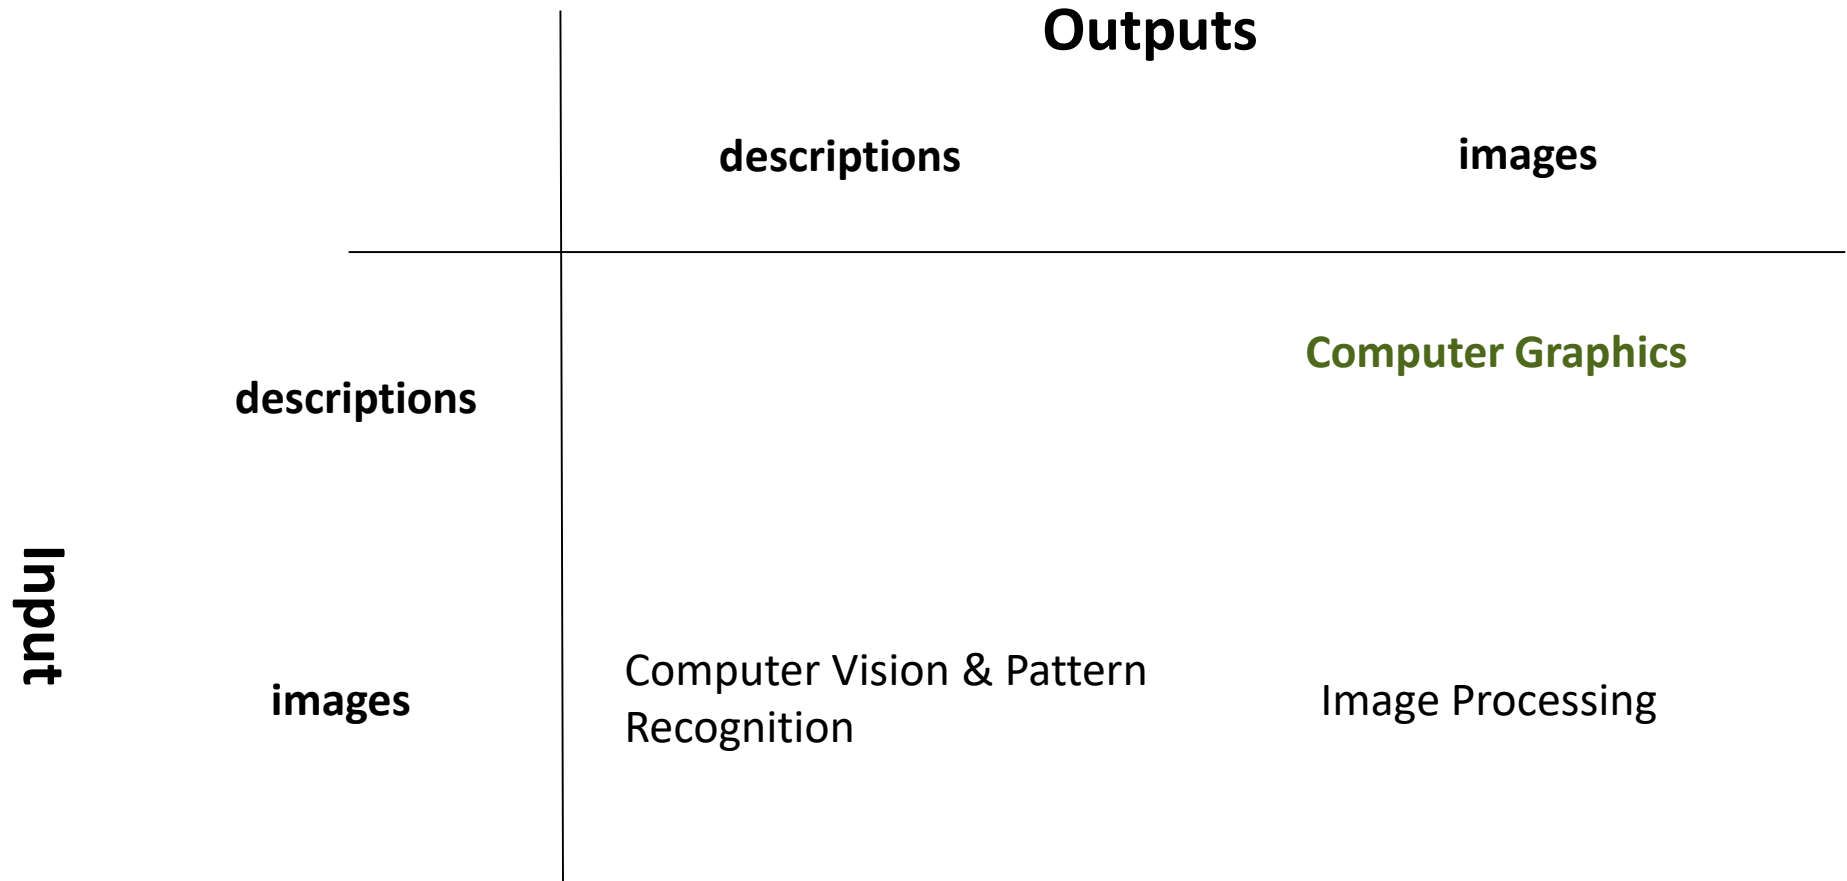 Outputs
descriptions
images
Computer Graphics
descriptions
Input
images
Computer Vision & Pattern
Recognition
Image Processing